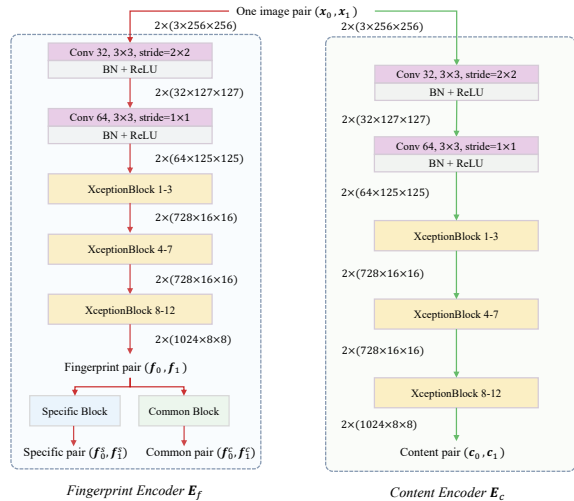 One image pair (x₀, x₁)
2×(3×256×256)
Conv 32, 3×3, stride=2×2
BN + ReLU
2×(32×127×127)
Conv 64, 3×3, stride=1×1
BN + ReLU
2×(64×125×125)
XceptionBlock 1-3
2×(728×16×16)
XceptionBlock 4-7
2×(728×16×16)
XceptionBlock 8-12
2×(1024×8×8)
Fingerprint pair (f₀, f₁)
Specific Block
Common Block
Specific pair (f₀ˢ, f₁ˢ)
Common pair (f₀ᶜ, f₁ᶜ)
Fingerprint Encoder E_f
2×(3×256×256)
Conv 32, 3×3, stride=2×2
BN + ReLU
2×(32×127×127)
Conv 64, 3×3, stride=1×1
BN + ReLU
2×(64×125×125)
XceptionBlock 1-3
2×(728×16×16)
XceptionBlock 4-7
2×(728×16×16)
XceptionBlock 8-12
2×(1024×8×8)
Content pair (c₀, c₁)
Content Encoder E_c